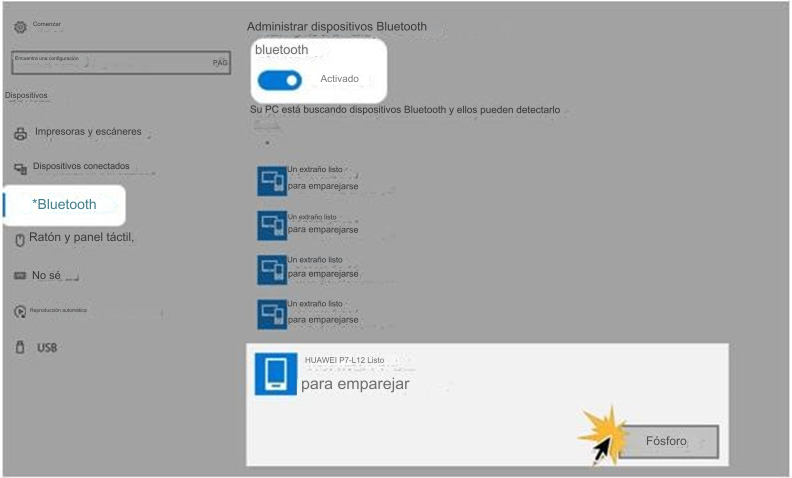 Comenzar
Encuentra una configuración
PAG
Dispositivos
Impresoras y escáneres
Dispositivos conectados
*Bluetooth
Ratón y panel táctil,
No sé
Reproducción automática
USB
Administrar dispositivos Bluetooth
bluetooth
Activado
Su PC está buscando dispositivos Bluetooth y ellos pueden detectarlo
Un extraño listo
para emparejarse
Un extraño listo
para emparejarse
Un extraño listo
para emparejarse
Un extraño listo
para emparejarse
HUAWEI P7-L12 Listo
para emparejar
Fósforo